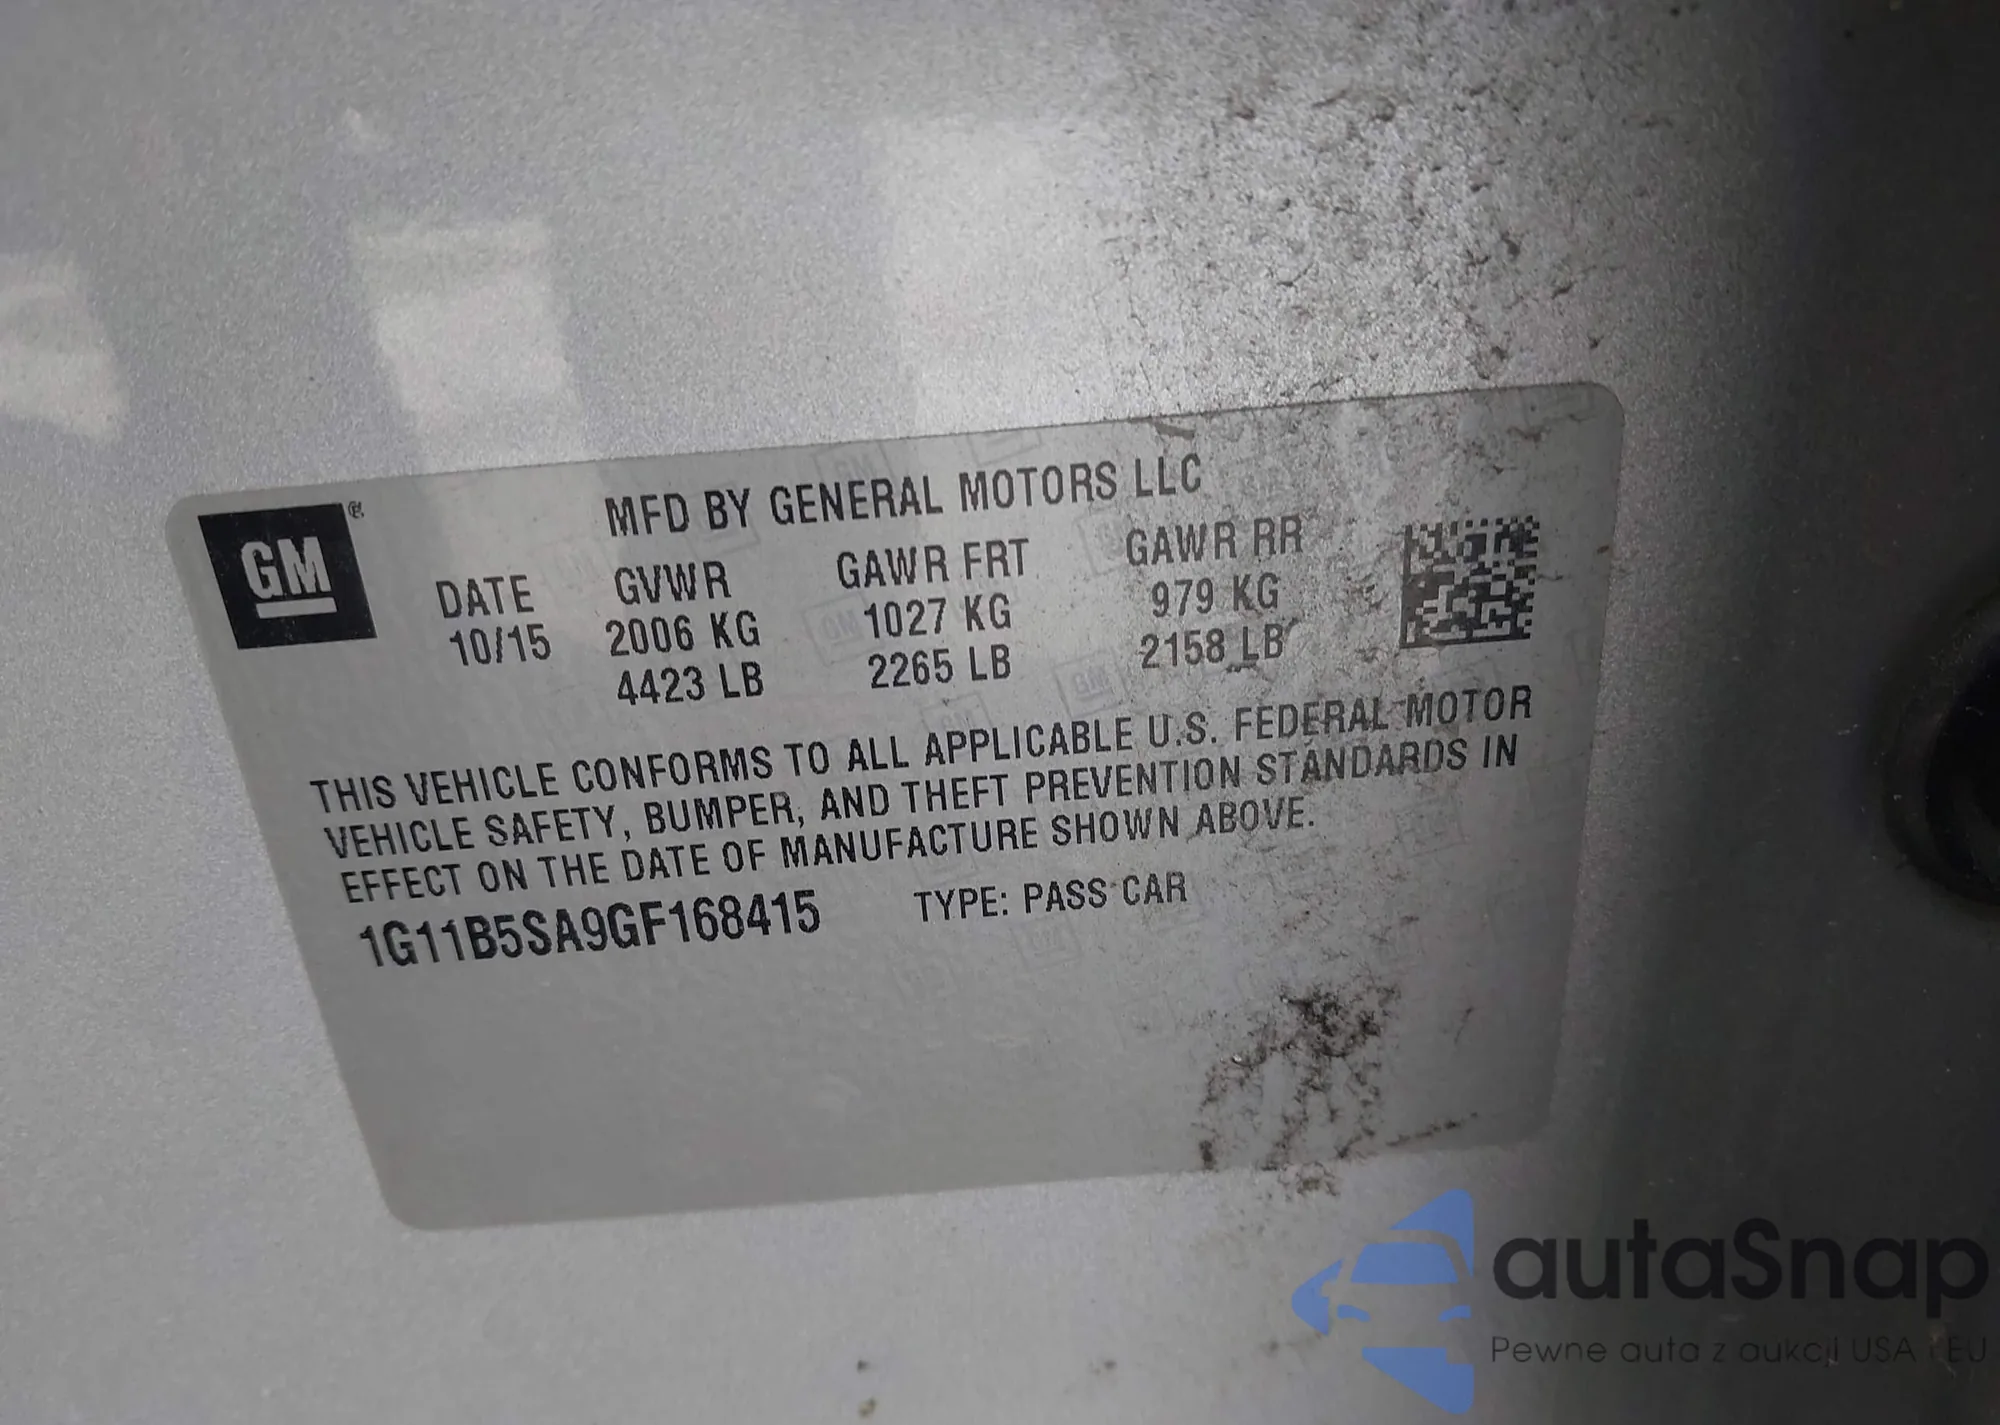 GM ®
MFD BY GENERAL MOTORS LLC
DATE GVWR GAWR FRT GAWR RR
10/15 2006 KG 1027 KG 979 KG
4423 LB 2265 LB 2158 LB
THIS VEHICLE CONFORMS TO ALL APPLICABLE U.S. FEDERAL MOTOR
VEHICLE SAFETY, BUMPER, AND THEFT PREVENTION STANDARDS IN
EFFECT ON THE DATE OF MANUFACTURE SHOWN ABOVE.
1G11B5SA9GF168415 TYPE: PASS CAR
autaSnap
Pewne auta z aukcji USA i EU